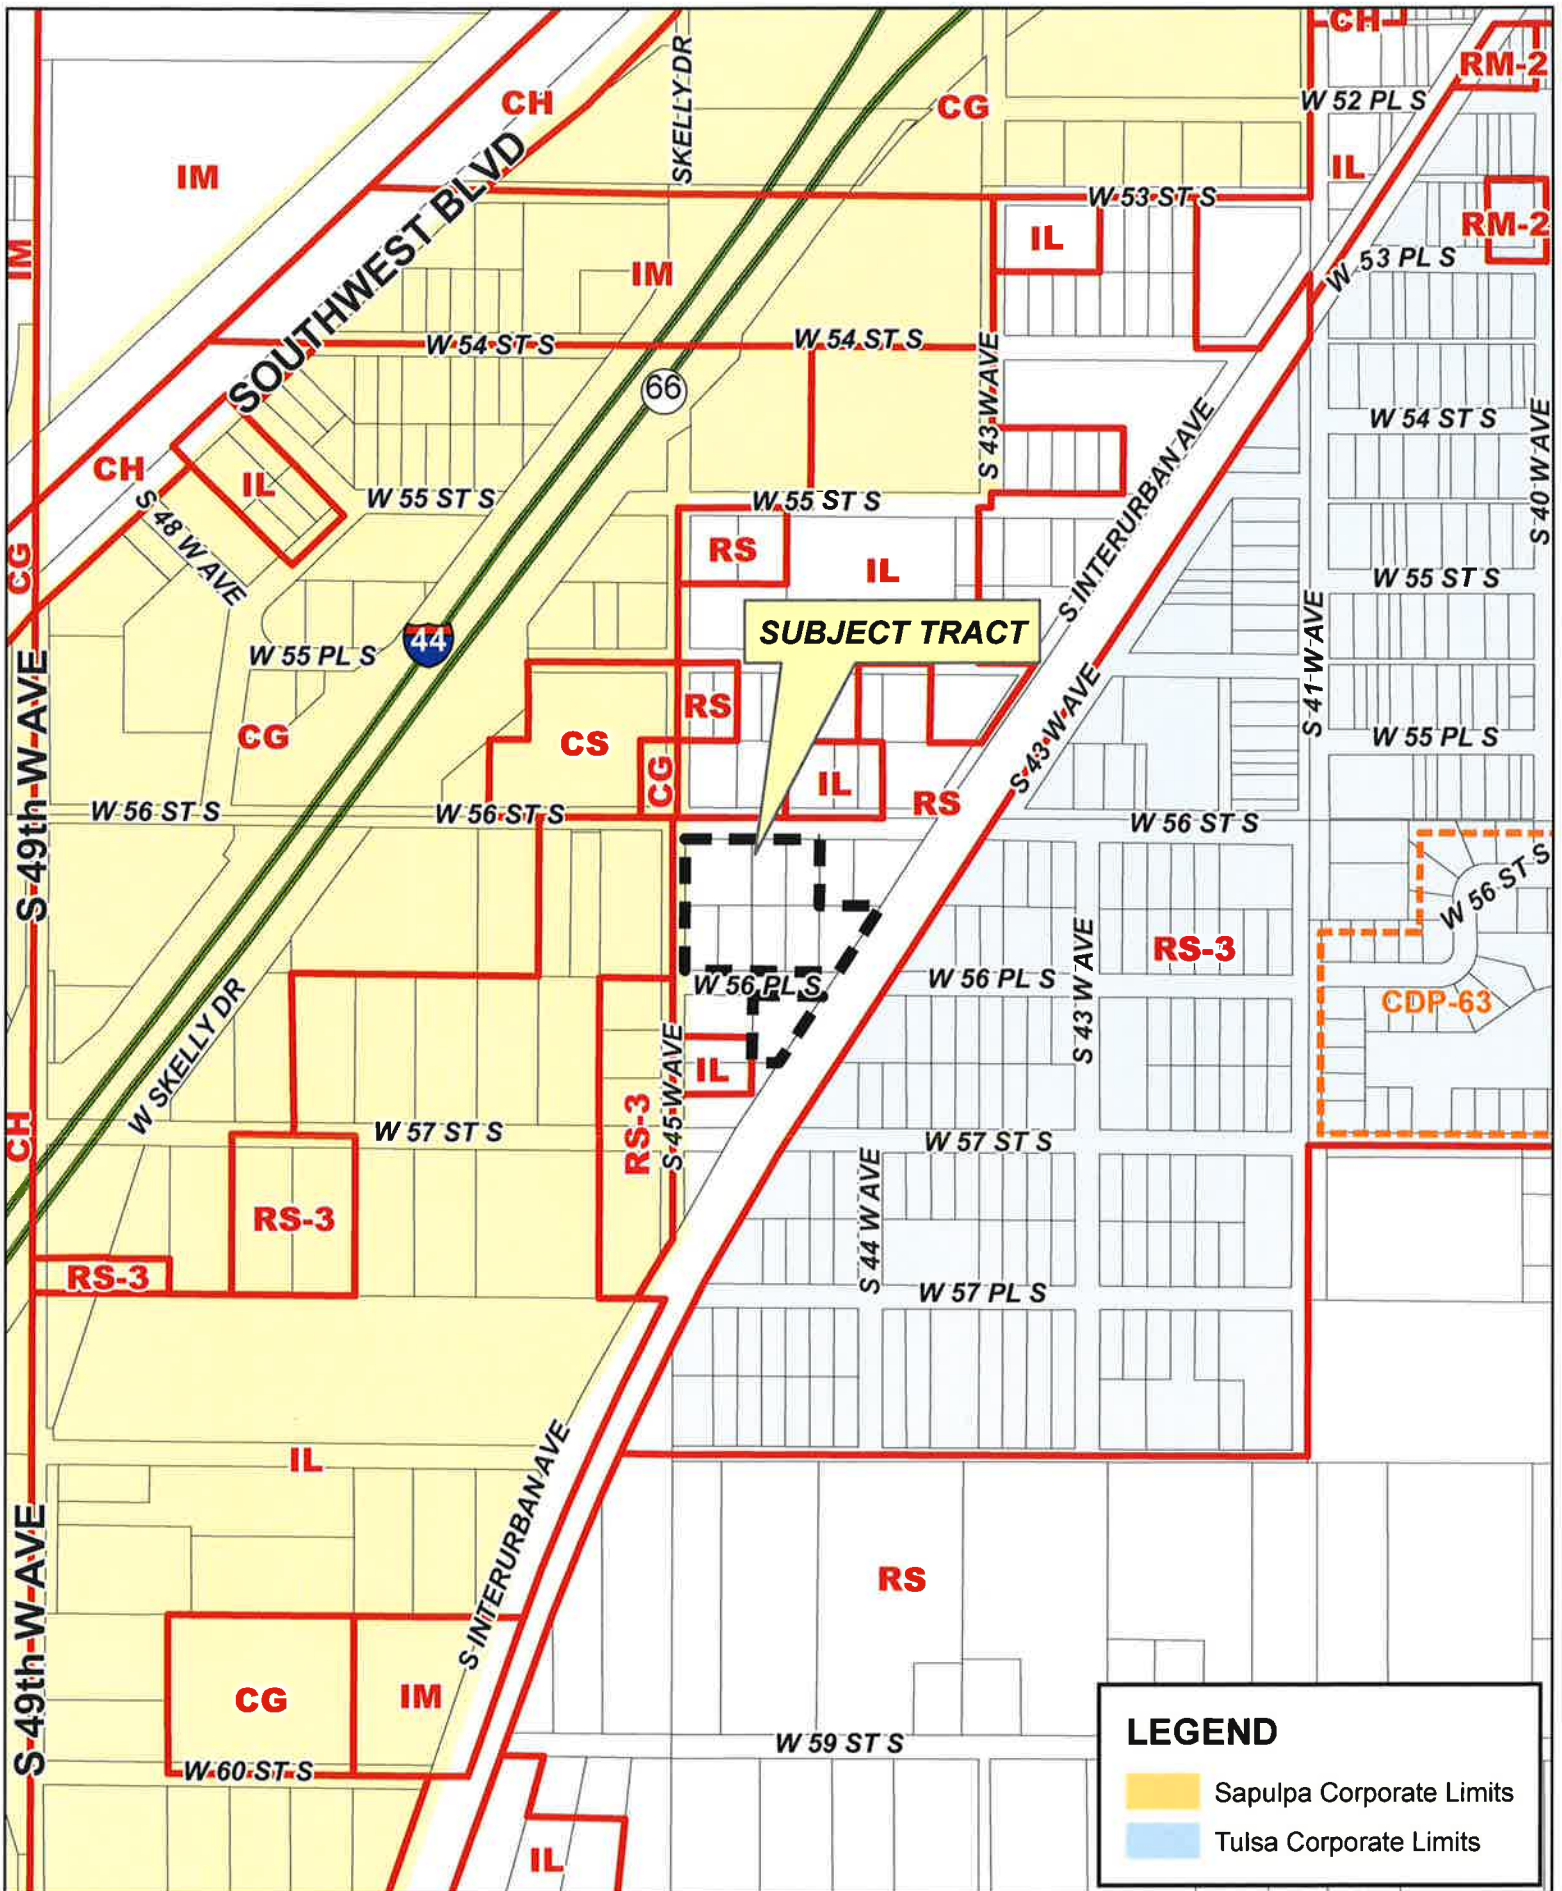 CH
RM-2
SKELLY DR
CH
CG
W 52 PL S
IM
SOUTHWEST BLVD
IL
W 53 ST S
RM-2
IM
IL
IM
W 53 PL S
W 54 ST S
W 54 ST S
66
S 43 W AVE
W 54 ST S
S 40 W AVE
CH
IL
S 48 W AVE
W 55 ST S
W 55 ST S
S INTERURBAN AVE
CG
RS
IL
W 55 ST S
SUBJECT TRACT
44
W 55 PL S
S 41 W AVE
S 49th W AVE
RS
CG
CS
CG
IL
RS
S 43 W AVE
W 55 PL S
W 56 ST S
W 56 ST S
W 56 ST S
W 56 ST S
RS-3
S 43 W AVE
W 56 PL S
W 56 PL S
CDP-63
W SKELLY DR
S 45 W AVE
IL
CH
RS-3
W 57 ST S
W 57 ST S
S 44 W AVE
RS-3
RS-3
W 57 PL S
IL
S INTERURBAN AVE
S 49th W AVE
RS
CG
IM
W 59 ST S
W 60 ST S
IL
LEGEND
Sapulpa Corporate Limits
Tulsa Corporate Limits